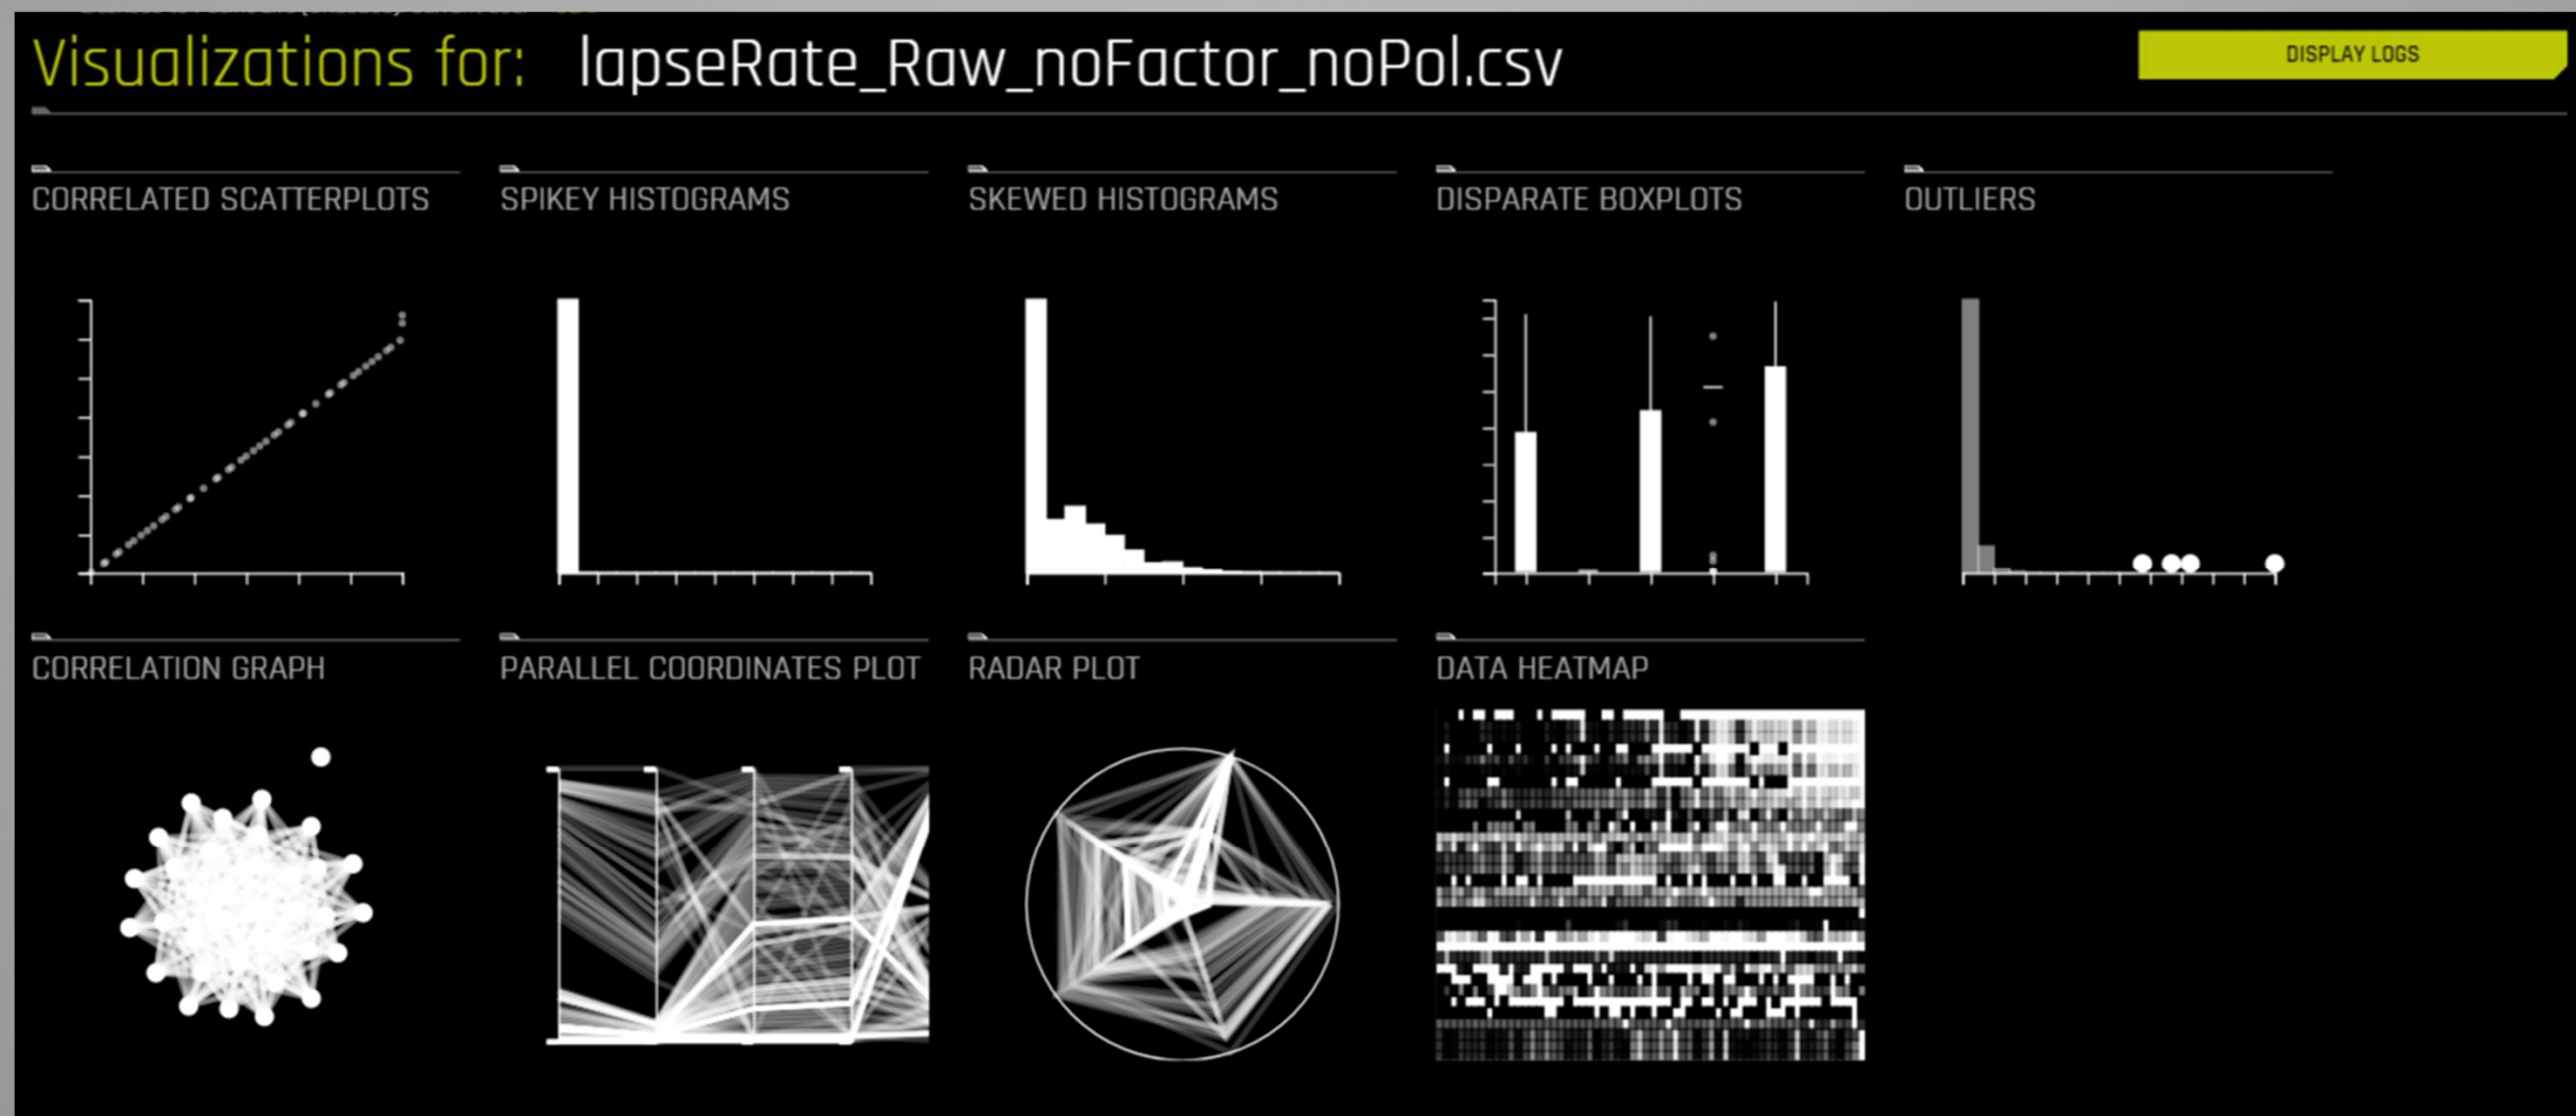 Visualizations for: lapseRate_Raw_noFactor_noPol.csv
DISPLAY LOGS
CORRELATED SCATTERPLOTS
SPIKEY HISTOGRAMS
SKEWED HISTOGRAMS
DISPARATE BOXPLOTS
OUTLIERS
CORRELATION GRAPH
PARALLEL COORDINATES PLOT
RADAR PLOT
DATA HEATMAP